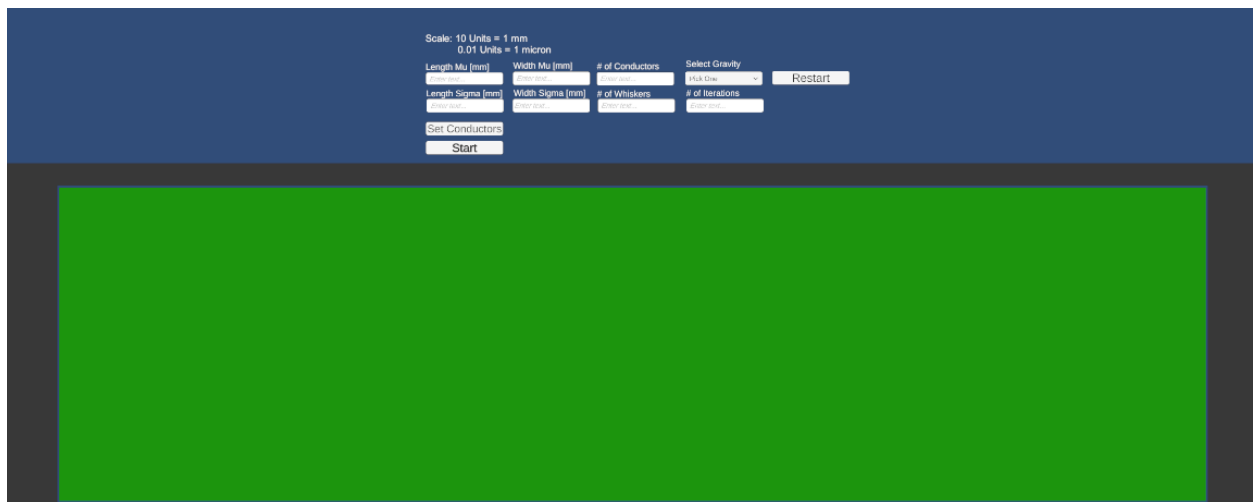 Scale: 10 Units = 1 mm
0.01 Units = 1 micron
Length Mu [mm] Width Mu [mm] # of Conductors Select Gravity
Enter text... Enter text... Enter text... Pick One Restart
Length Sigma [mm] Width Sigma [mm] # of Whiskers # of Iterations
Enter text... Enter text... Enter text... Enter text...
Set Conductors
Start